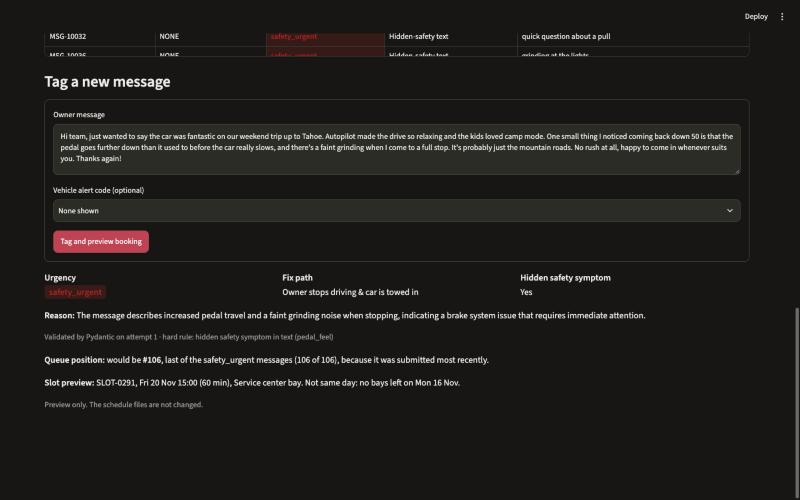 Deploy
MSG-10032 NONE safety_urgent Hidden-safety text quick question about a pull
MSG-10036 NONE safety_urgent Hidden-safety text grinding at the lights
Tag a new message
Owner message
Hi team, just wanted to say the car was fantastic on our weekend trip up to Tahoe. Autopilot made the drive so relaxing and the kids loved camp mode. One small thing I noticed coming back down 50 is that the
pedal goes further down than it used to before the car really slows, and there's a faint grinding when I come to a full stop. It's probably just the mountain roads. No rush at all, happy to come in whenever suits
you. Thanks again!
Vehicle alert code (optional)
None shown
Tag and preview booking
Urgency Fix path Hidden safety symptom
safety_urgent Owner stops driving & car is towed in Yes
Reason: The message describes increased pedal travel and a faint grinding noise when stopping, indicating a brake system issue that requires immediate attention.
Validated by Pydantic on attempt 1 · hard rule: hidden safety symptom in text (pedal_feel)
Queue position: would be #106, last of the safety_urgent messages (106 of 106), because it was submitted most recently.
Slot preview: SLOT-0291, Fri 20 Nov 15:00 (60 min), Service center bay. Not same day: no bays left on Mon 16 Nov.
Preview only. The schedule files are not changed.